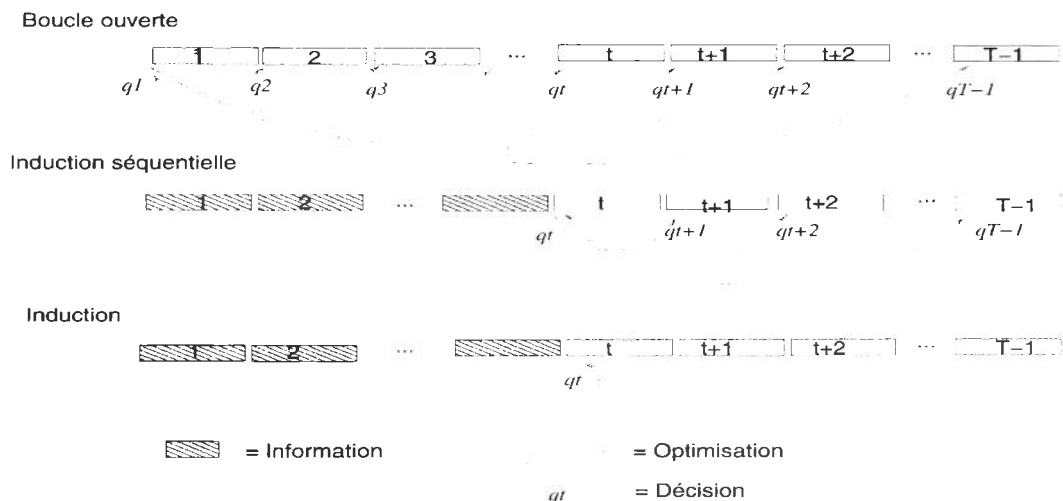 Boucle ouverte
1 2 3 ... t t+1 t+2 ... T-1
q1 q2 q3 qt qt+1 qt+2 qT-1
Induction séquentielle
1 2 ... t t+1 t+2 ... T-1
qt qt+1 qt+2 qT-1
Induction
1 2 ... t t+1 t+2 ... T-1
qt
= Information = Optimisation
qt = Décision